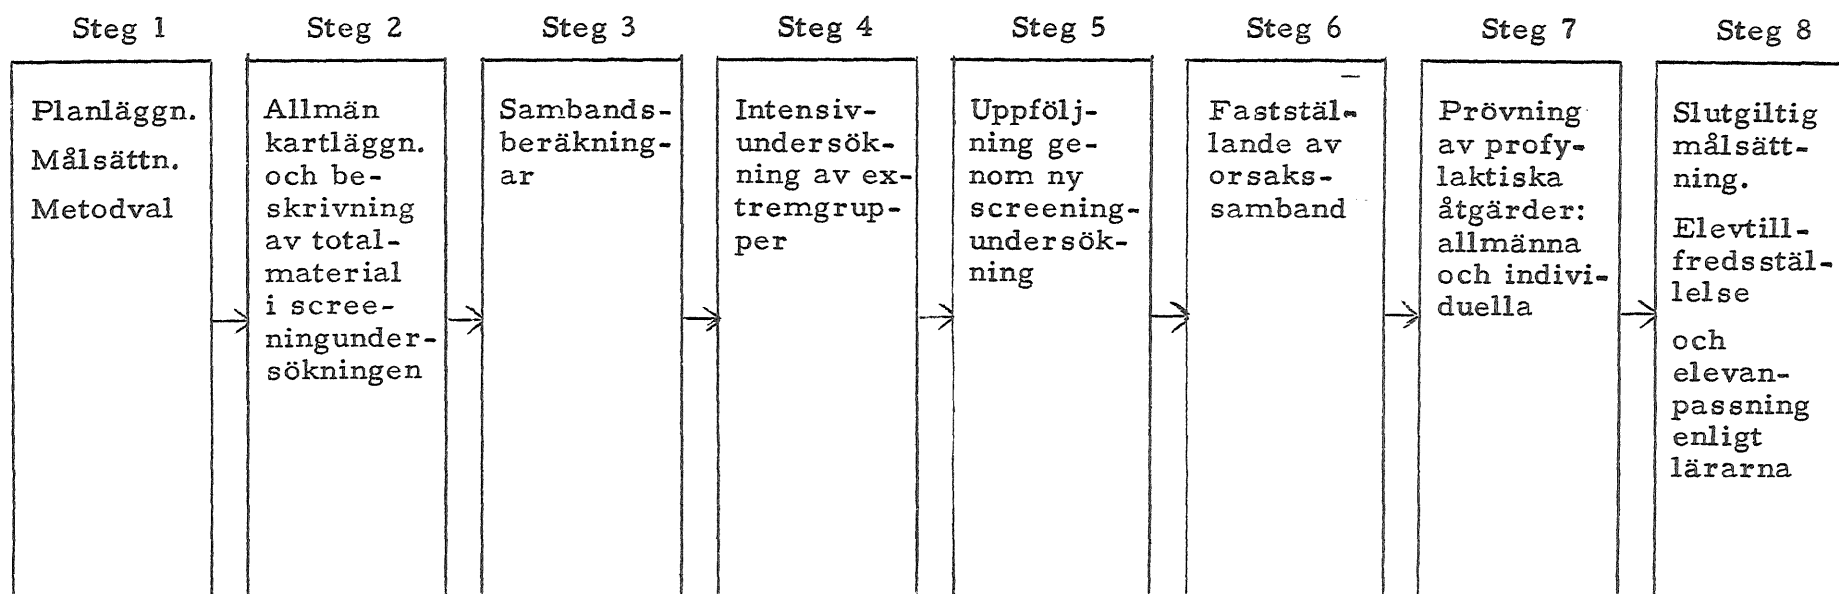 Steg 1
Planläggn.
Målsättn.
Metodval
Steg 2
Allmän
kartläggn.
och be-
skrivning
av total-
material
i scree-
ningunder-
sökningen
Steg 3
Sambands-
beräkning-
ar
Steg 4
Intensiv-
undersök-
ning av ex-
tremgrup-
per
Steg 5
Uppfölj-
ning ge-
nom ny
screening-
undersök-
ning
Steg 6
Faststäl-
lande av
orsaks-
samband
Steg 7
Prövning
av profy-
laktiska
åtgärder:
allmänna
och indivi-
duella
Steg 8
Slutgiltig
målsätt-
ning.
Elevtill-
fredsstäl-
lelse
och
elevan-
passning
enligt
lärarna